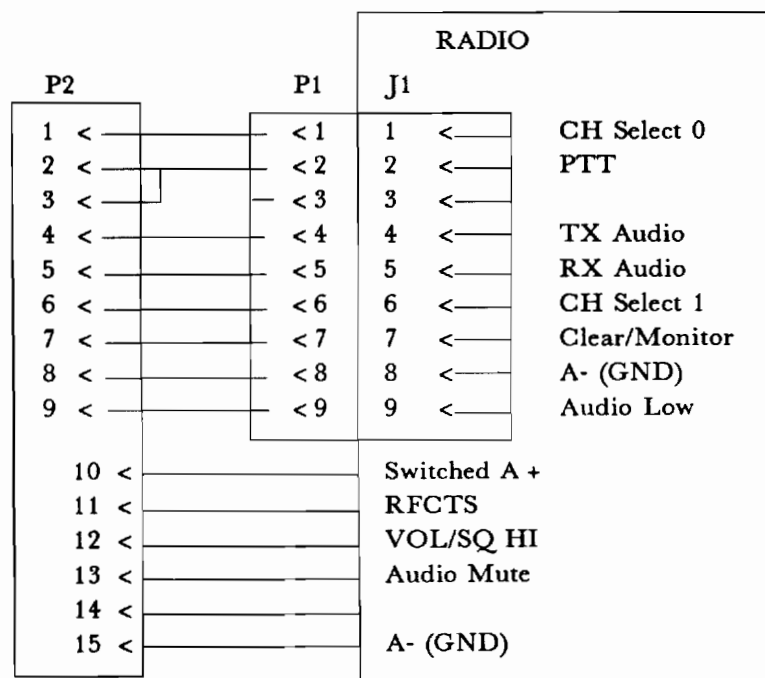 RADIO
P2 P1 J1
1 < < 1 1 < CH Select 0
2 < < 2 2 < PTT
3 < < 3 3 <
4 < < 4 4 < TX Audio
5 < < 5 5 < RX Audio
6 < < 6 6 < CH Select 1
7 < < 7 7 < Clear/Monitor
8 < < 8 8 < A- (GND)
9 < < 9 9 < Audio Low
10 < Switched A +
11 < RFCTS
12 < VOL/SQ HI
13 < Audio Mute
14 <
15 < A- (GND)